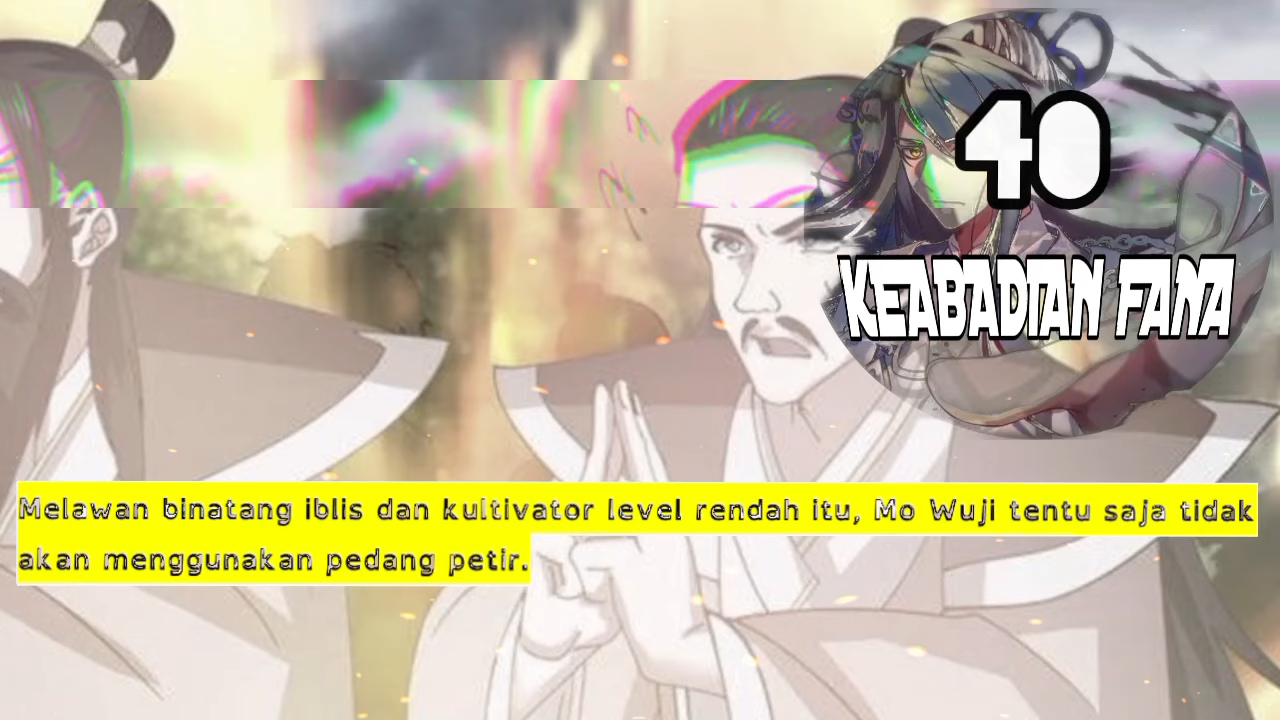 40
KEABADIAN FANA
Melawan binatang iblis dan kultivator level rendah itu, Mo Wuji tentu saja tidak
akan menggunakan pedang petir.